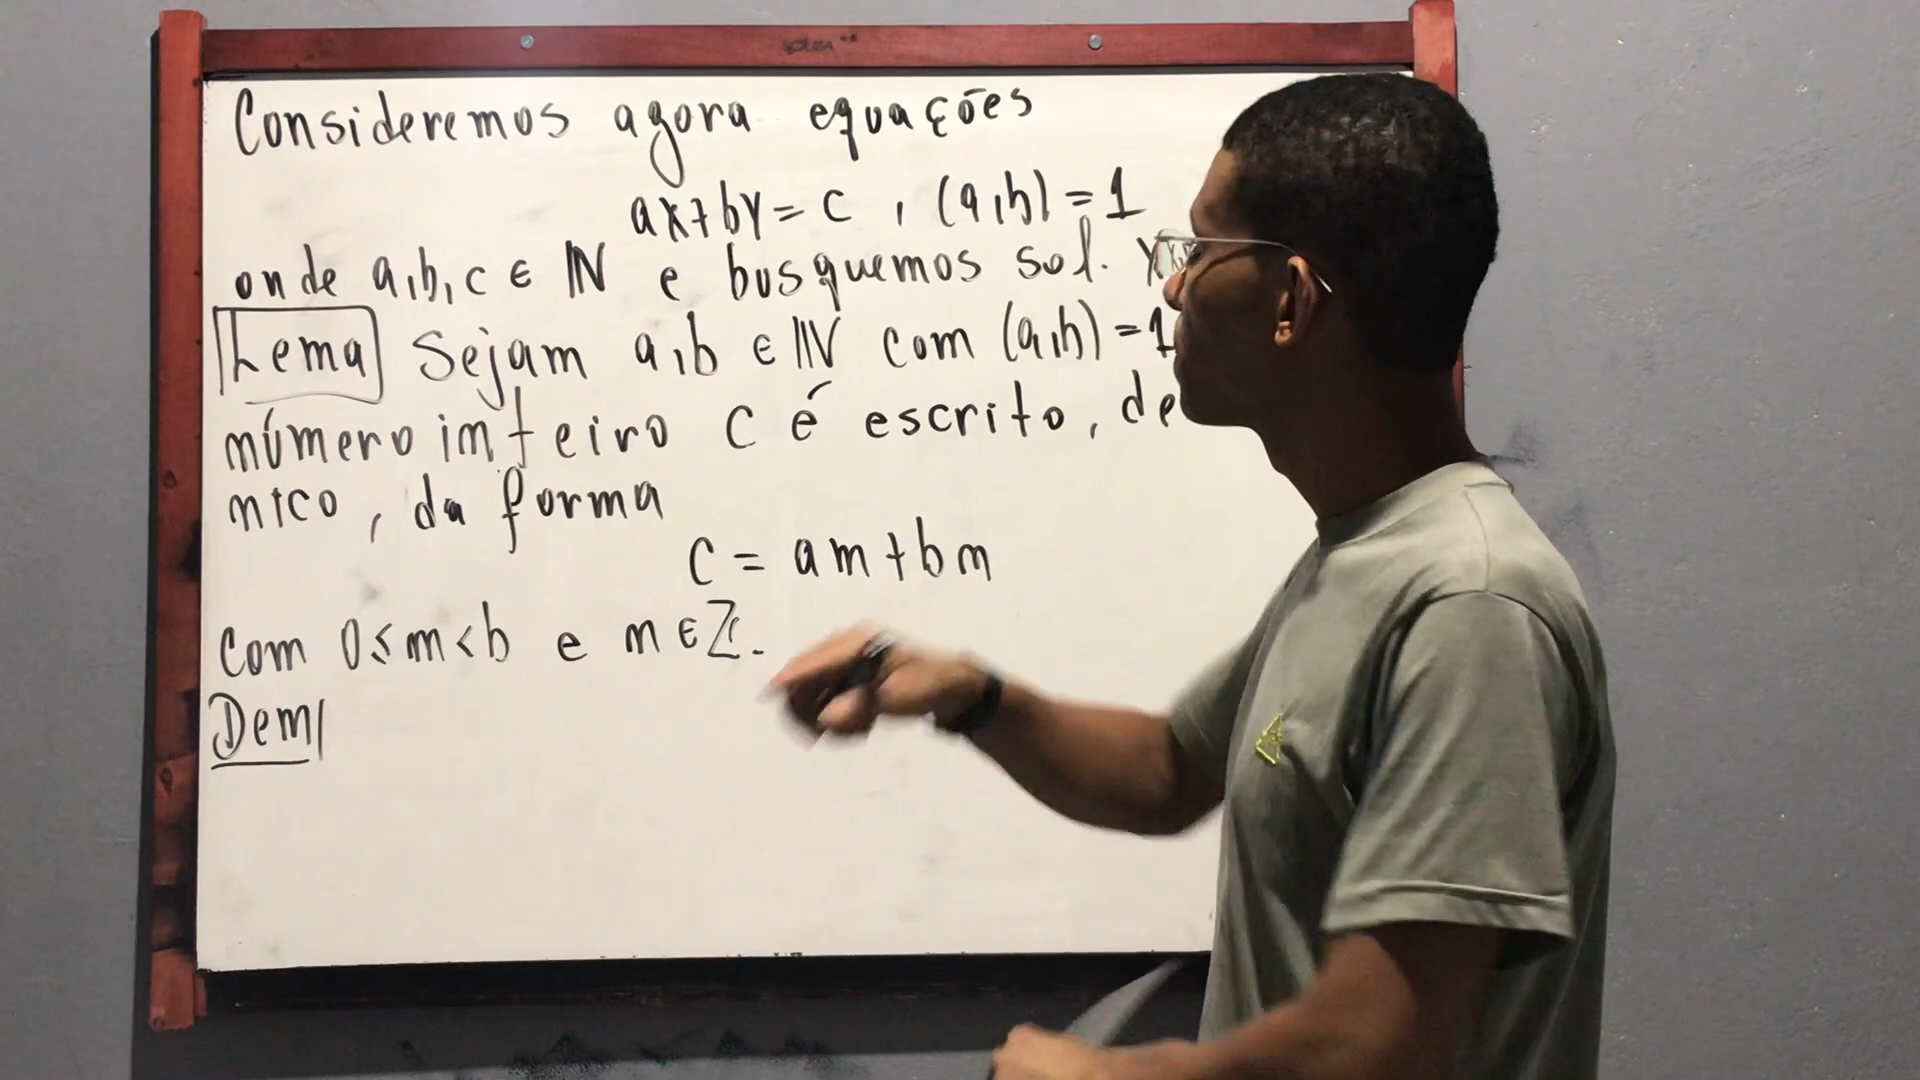 Consideremos agora equações
ax+by=c , (a,b)=1
onde a,b,c ∈ ℕ e busquemos sol. x
Lema Sejam a,b ∈ ℕ com (a,b)=1
número inteiro c é escrito, de
nico, da forma
c = am+bn
com 0≤m<b e n∈ℤ.
Dem